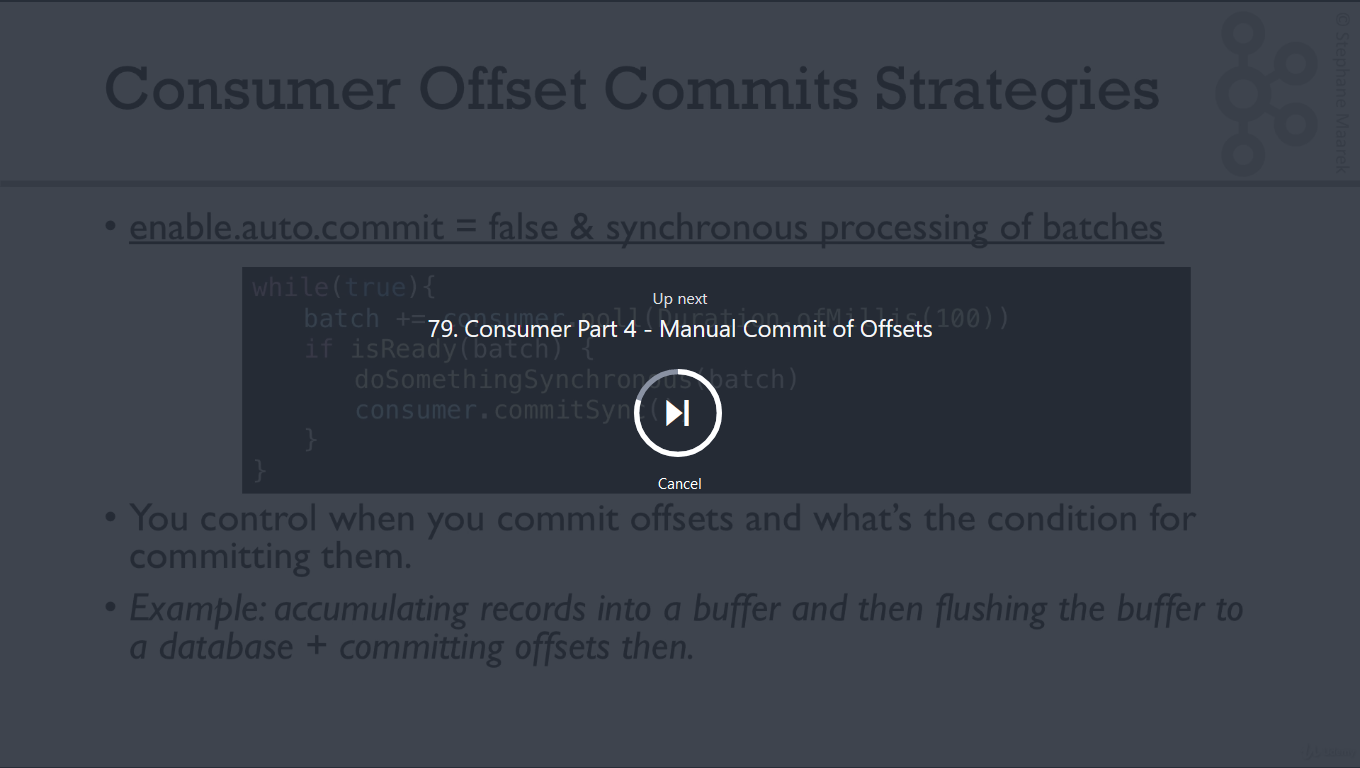 Consumer Offset Commits Strategies
© Stephane Maarek
• enable.auto.commit = false & synchronous processing of batches
while(true){
batch += consumer.poll(Duration.ofMillis(100))
if isReady(batch) {
doSomethingSynchronous(batch)
consumer.commitSync(
}
}
Up next
79. Consumer Part 4 - Manual Commit of Offsets
Cancel
• You control when you commit offsets and what’s the condition for
committing them.
• Example: accumulating records into a buffer and then flushing the buffer to
a database + committing offsets then.